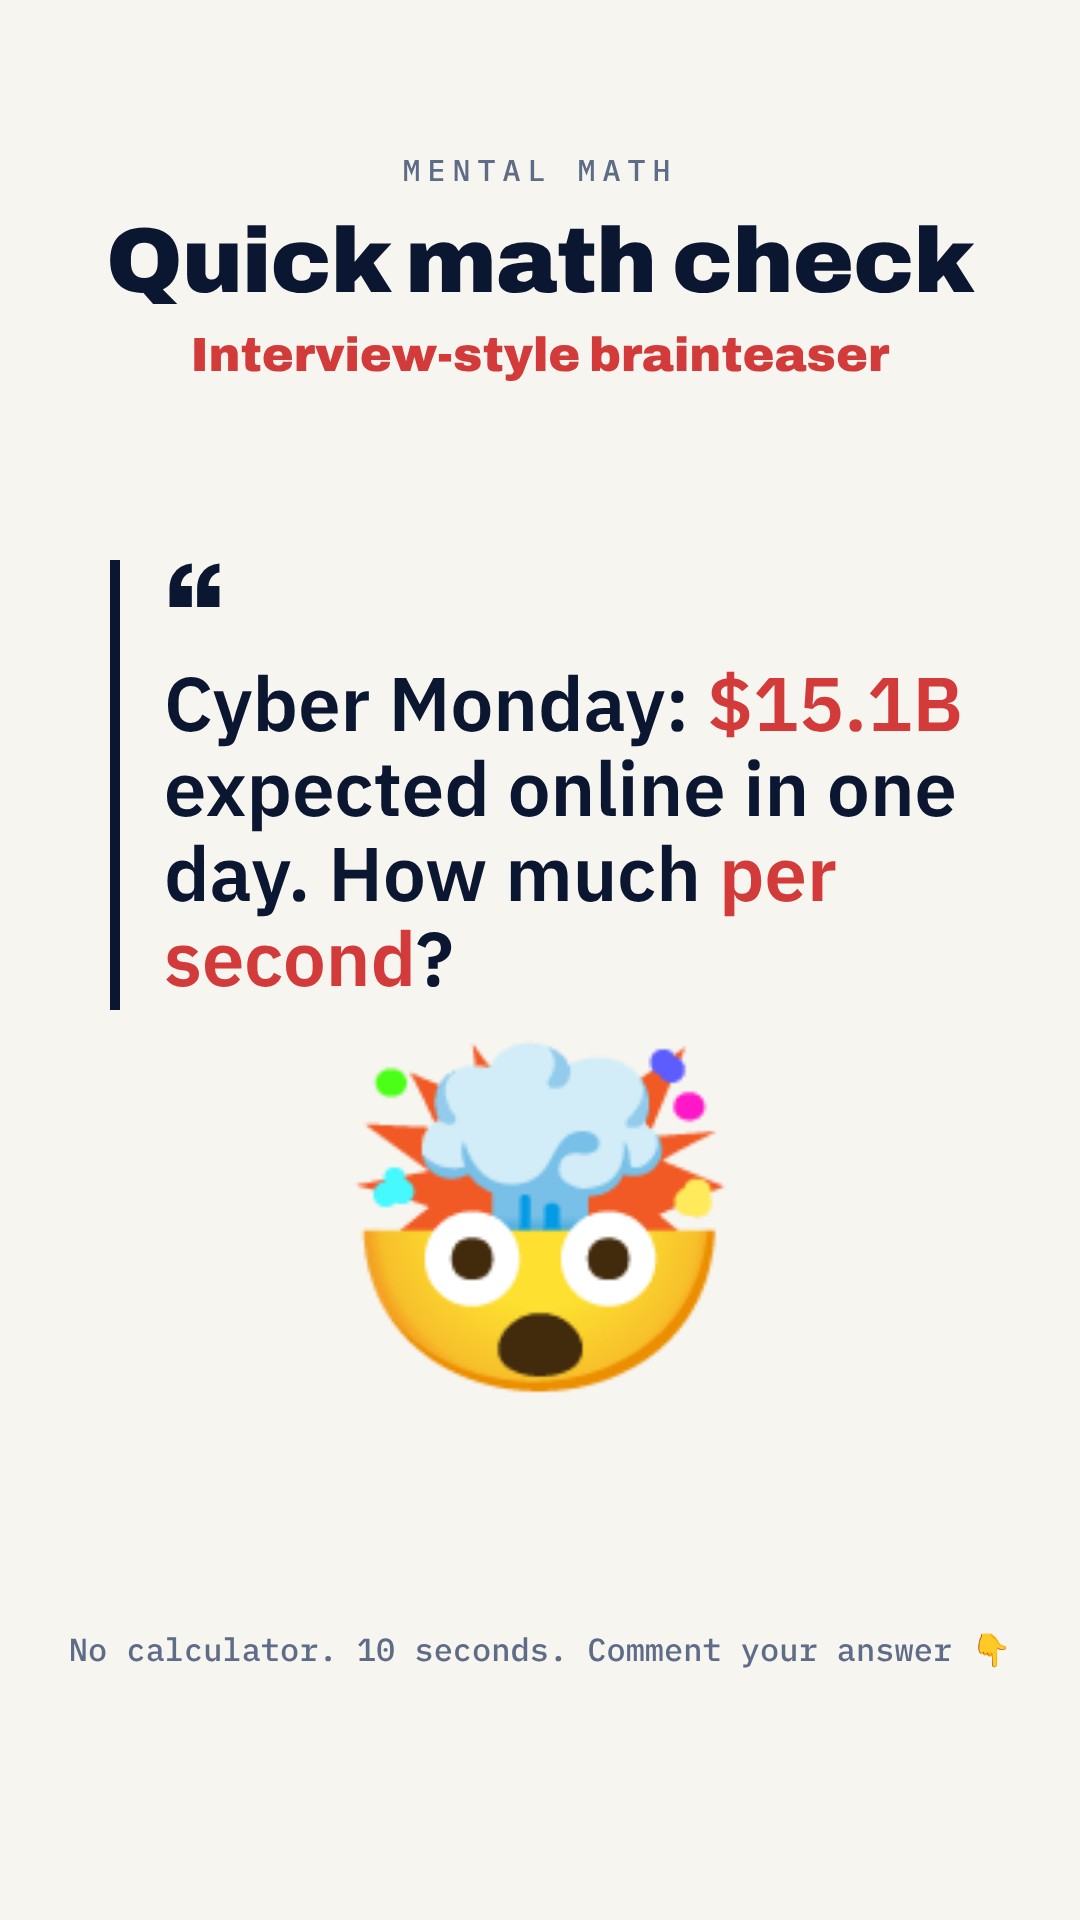 MENTAL MATH
Quick math check
Interview-style brainteaser
“
Cyber Monday: $15.1B
expected online in one
day. How much per
second?
No calculator. 10 seconds. Comment your answer 👇